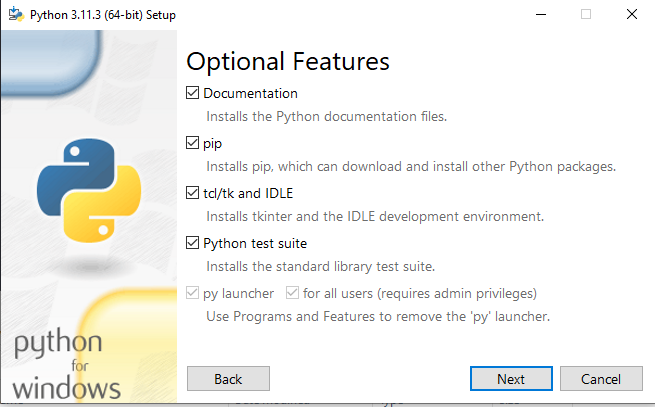 Python 3.11.3 (64-bit) Setup
Optional Features
Documentation
Installs the Python documentation files.
pip
Installs pip, which can download and install other Python packages.
tcl/tk and IDLE
Installs tkinter and the IDLE development environment.
Python test suite
Installs the standard library test suite.
py launcher for all users (requires admin privileges)
Use Programs and Features to remove the 'py' launcher.
python
for
windows
Back Next Cancel